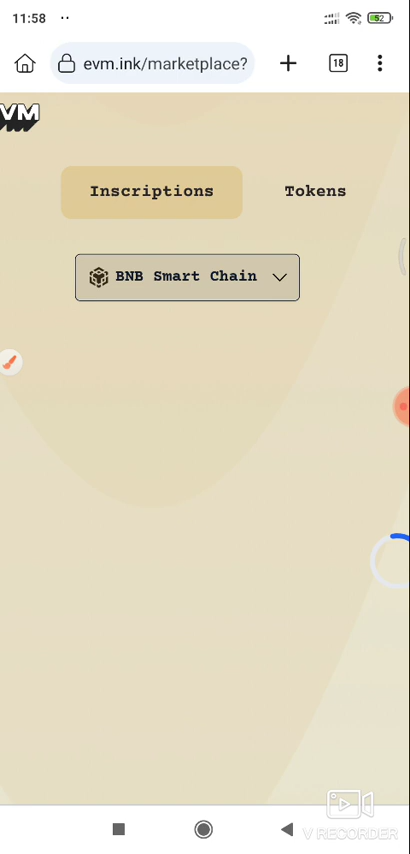 11:58
52
evm.ink/marketplace?
18
VM
Inscriptions
Tokens
BNB Smart Chain
V RECORDER